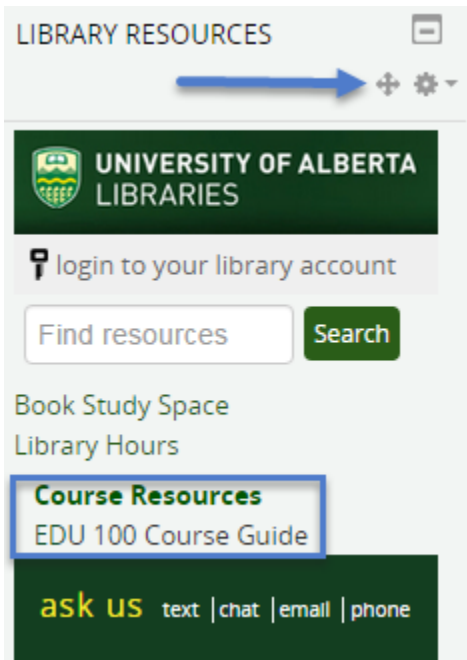 LIBRARY RESOURCES
UNIVERSITY OF ALBERTA
LIBRARIES
login to your library account
Find resources
Search
Book Study Space
Library Hours
Course Resources
EDU 100 Course Guide
ask us text |chat |email |phone